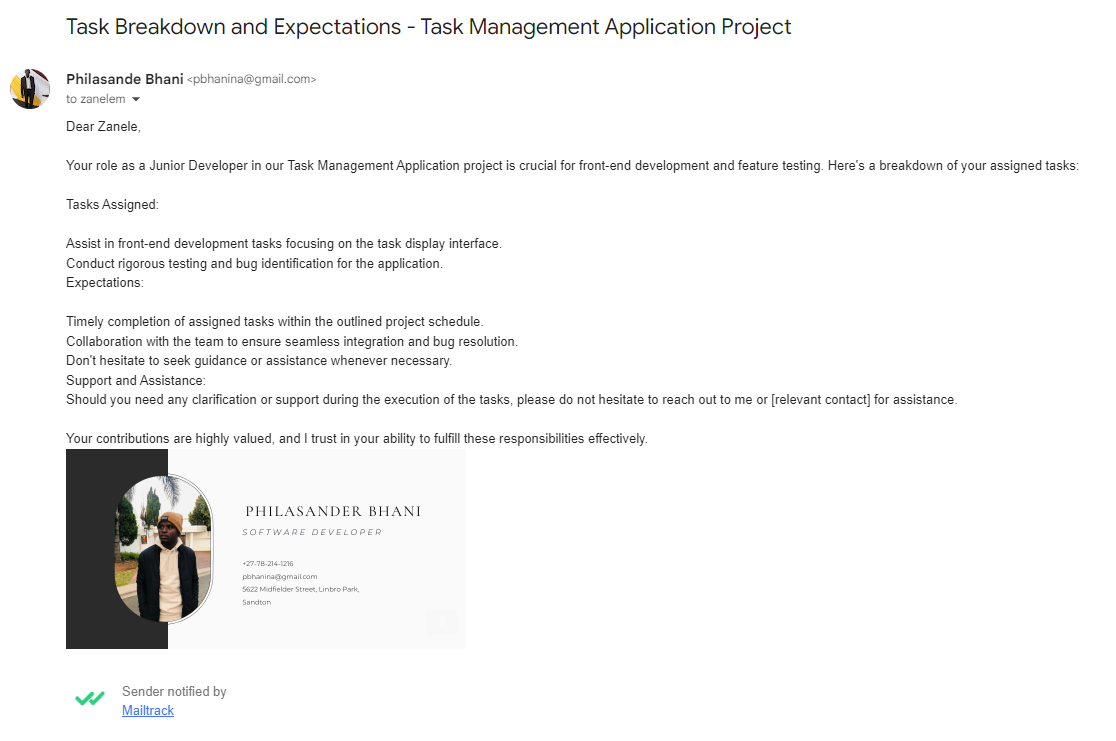 Task Breakdown and Expectations - Task Management Application Project
Philasande Bhani <pbhanina@gmail.com>
to zanelem
Dear Zanele,
Your role as a Junior Developer in our Task Management Application project is crucial for front-end development and feature testing. Here's a breakdown of your assigned tasks:
Tasks Assigned:
Assist in front-end development tasks focusing on the task display interface.
Conduct rigorous testing and bug identification for the application.
Expectations:
Timely completion of assigned tasks within the outlined project schedule.
Collaboration with the team to ensure seamless integration and bug resolution.
Don't hesitate to seek guidance or assistance whenever necessary.
Support and Assistance:
Should you need any clarification or support during the execution of the tasks, please do not hesitate to reach out to me or [relevant contact] for assistance.
Your contributions are highly valued, and I trust in your ability to fulfill these responsibilities effectively.
PHILASANDER BHANI
SOFTWARE DEVELOPER
+27-78-214-1216
pbhanina@gmail.com
5622 Midfielder Street, Linbro Park,
Sandton
Sender notified by
Mailtrack